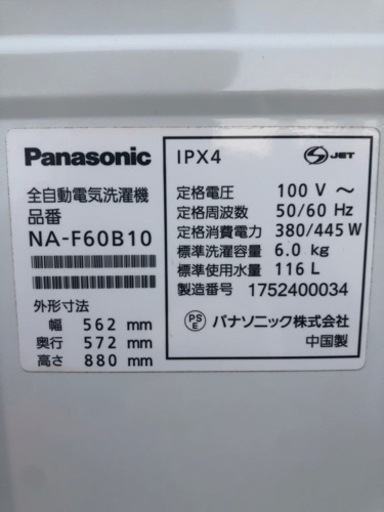 Panasonic
全自動電気洗濯機
品番
NA-F60B10
外形寸法
幅 562 mm
奥行 572 mm
高さ 880 mm
IPX4
S JET
定格電圧 100 V ～
定格周波数 50/60 Hz
定格消費電力 380/445 W
標準洗濯容量 6.0 kg
標準使用水量 116 L
製造番号 1752400034
PS
E
パナソニック株式会社
中国製